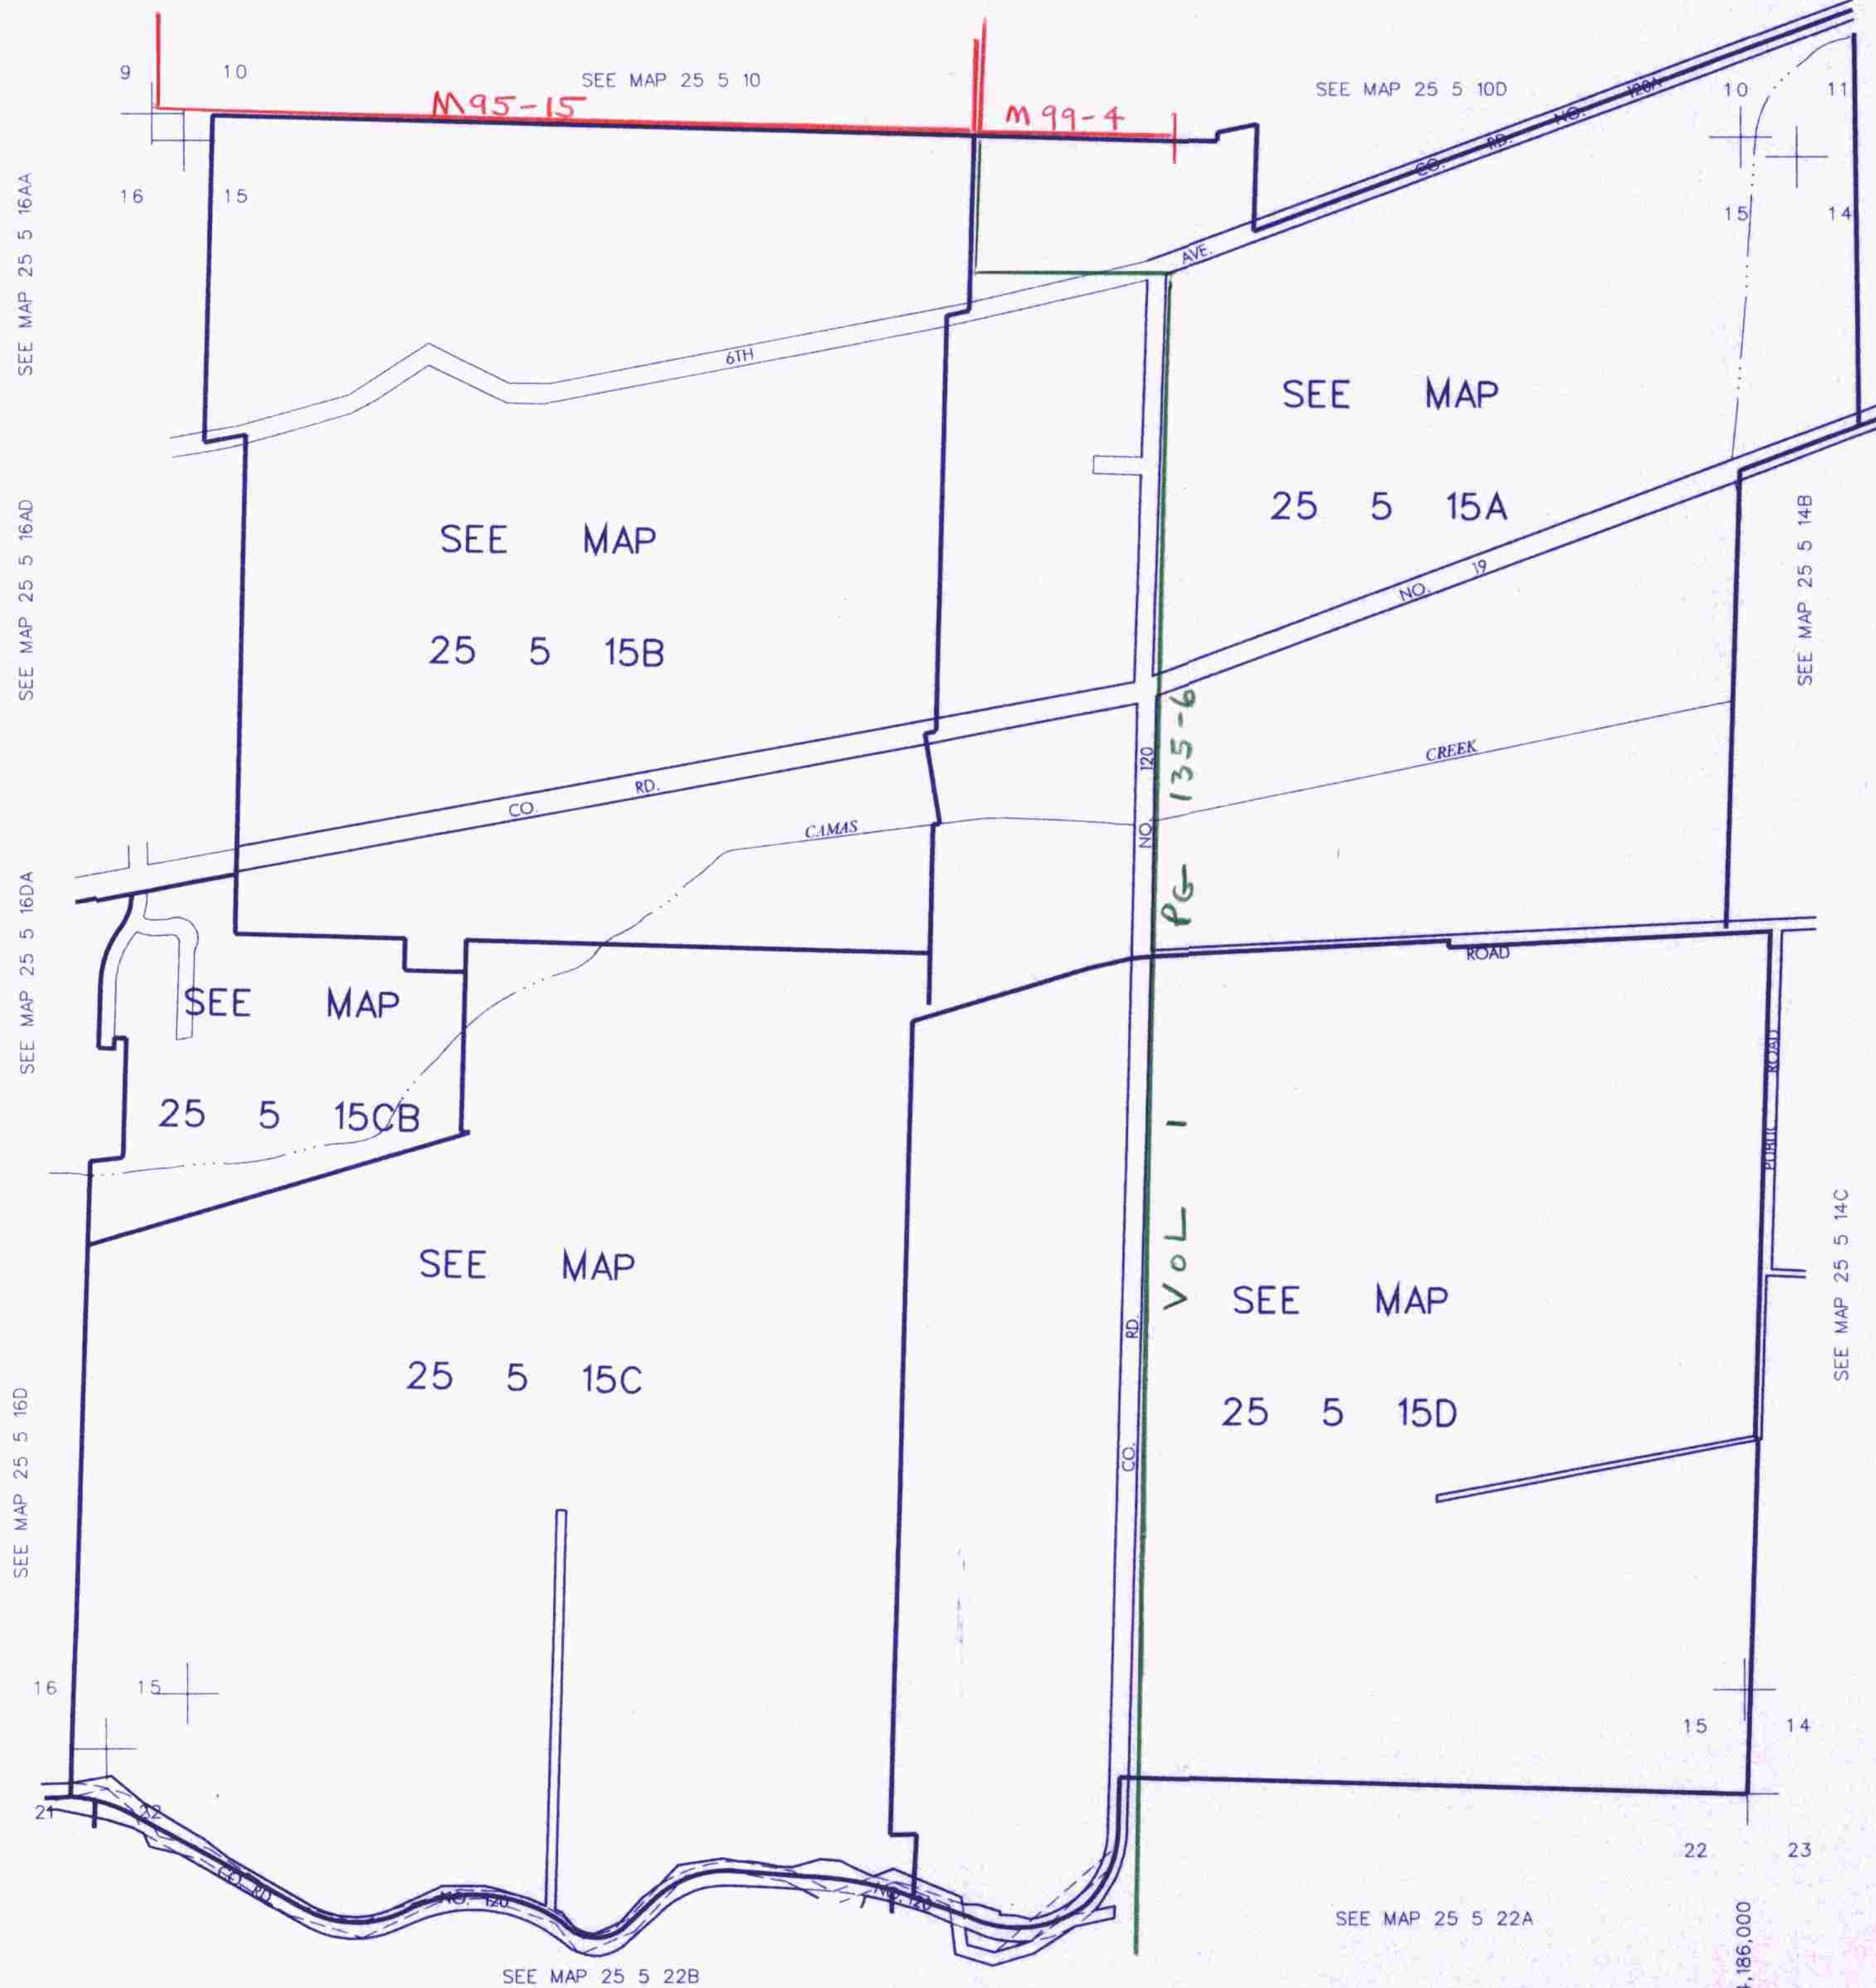 9 10
SEE MAP 25 5 10
SEE MAP 25 5 10D
10 11
M95-15
M 99-4
CO. RD. NO. 120A
16 15
15 14
SEE MAP 25 5 16AA
AVE.
6TH
SEE MAP
25 5 15A
SEE MAP 25 5 16AD
SEE MAP
25 5 15B
SEE MAP 25 5 14B
NO. 19
CO. RD.
CAMAS
CREEK
NO. 120
PG 135-6
VOL 1
ROAD
SEE MAP 25 5 16DA
SEE MAP
25 5 15CB
PUBLIC ROAD
SEE MAP
25 5 15C
SEE MAP
25 5 15D
CO. RD.
SEE MAP 25 5 14C
SEE MAP 25 5 16D
16 15
15 14
21 22
22 23
CO. RD.
NO. 120
NO. 120
SEE MAP 25 5 22A
SEE MAP 25 5 22B